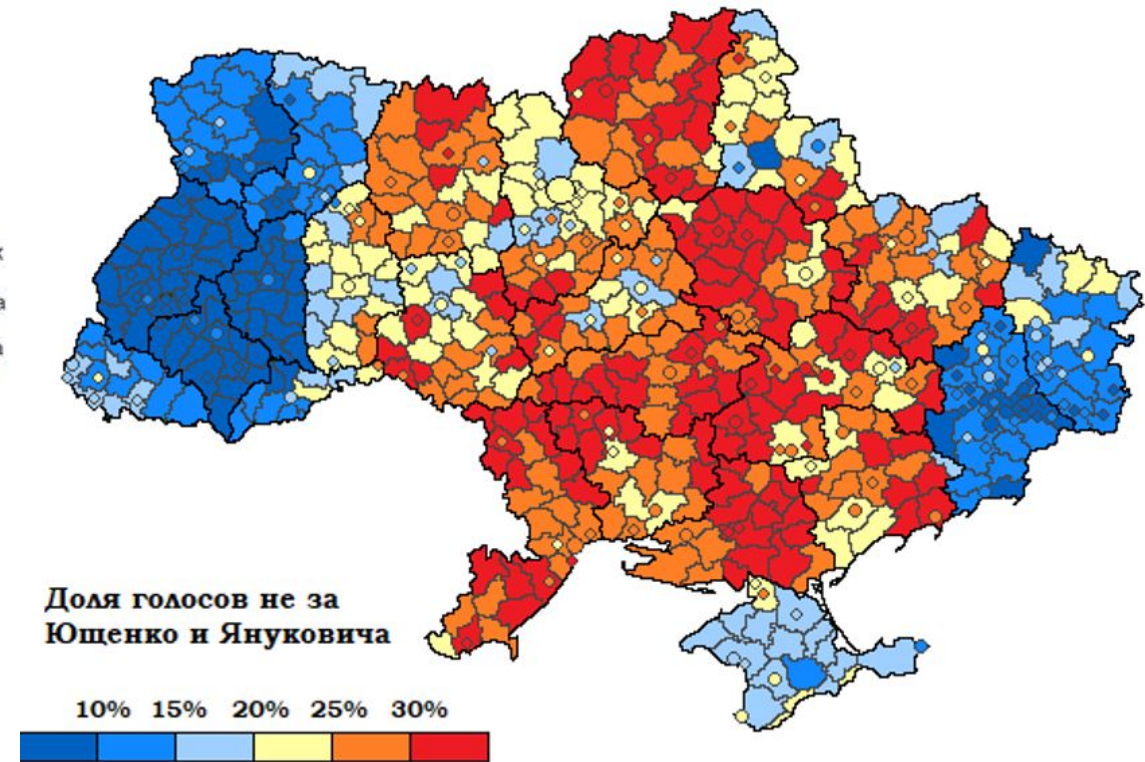 к
а
а
Доля голосов не за
Ющенко и Януковича
10% 15% 20% 25% 30%